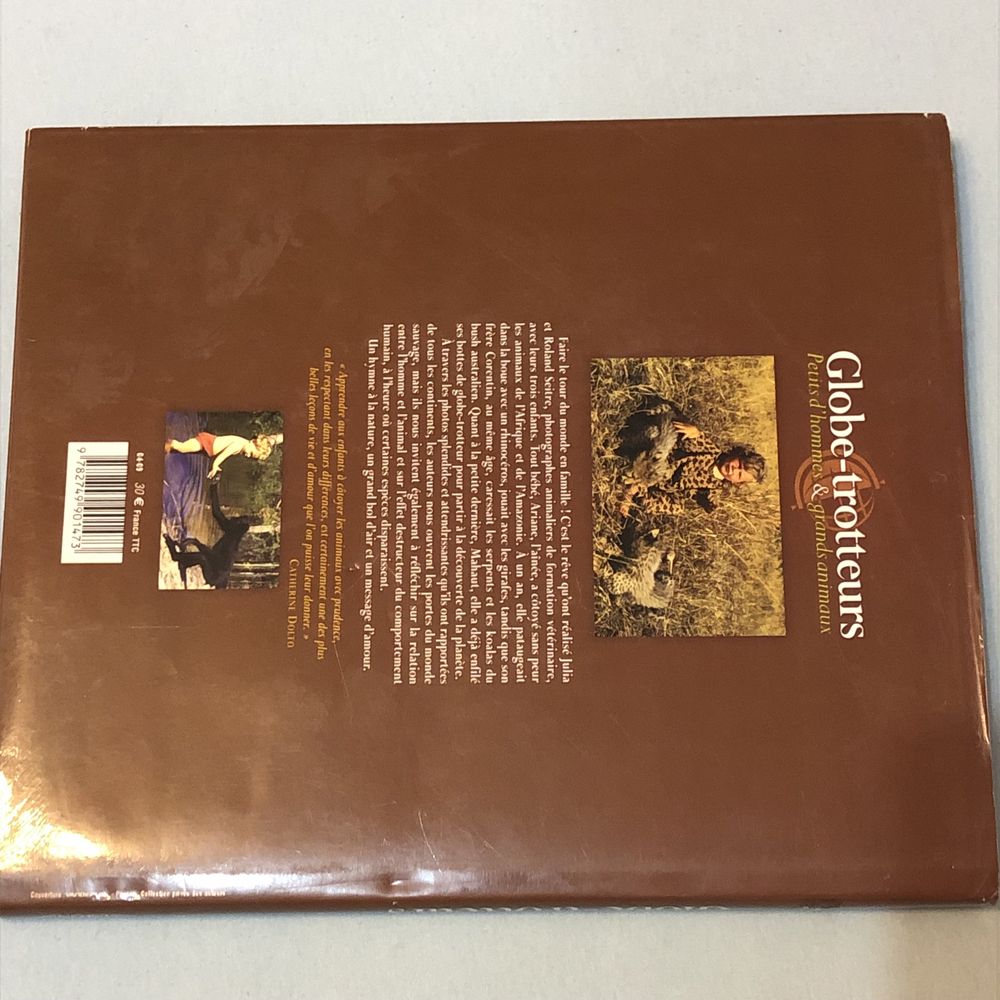 Globe-trotteurs
Petits d'hommes & grands animaux
Faire le tour du monde en famille ! C'est le rêve qu'ont réalisé Julia
et Roland Seitre, photographes animaliers de formation vétérinaire,
avec leurs trois enfants. Tout bébé, Ariane, l'aînée, a côtoyé sans peur
les animaux de l'Afrique et de l'Amazonie. À un an, elle pataugeait
dans la boue avec un rhinocéros, jouait avec les girafes, tandis que son
frère Corentin, au même âge, caressait les serpents et les koalas du
bush australien. Quant à la petite dernière, Mahaut, elle a déjà enfilé
ses bottes de globe-trotteur pour partir à la découverte de la planète.
À travers les photos splendides et attendrissantes qu'ils ont rapportées
de tous les continents, les auteurs nous ouvrent les portes du monde
sauvage, mais ils nous invitent également à réfléchir sur la relation
entre l'homme et l'animal et sur l'effet destructeur du comportement
humain, à l'heure où certaines espèces disparaissent.
Un hymne à la nature, un grand bol d'air et un message d'amour.
« Apprendre aux enfants à côtoyer les animaux avec prudence,
en les respectant dans leurs différences, est certainement une des plus
belles leçons de vie et d'amour que l'on puisse leur donner. »
CATHERINE DOLTO
30 € France TTC
9782749901473
Couverture Collection privée des auteurs